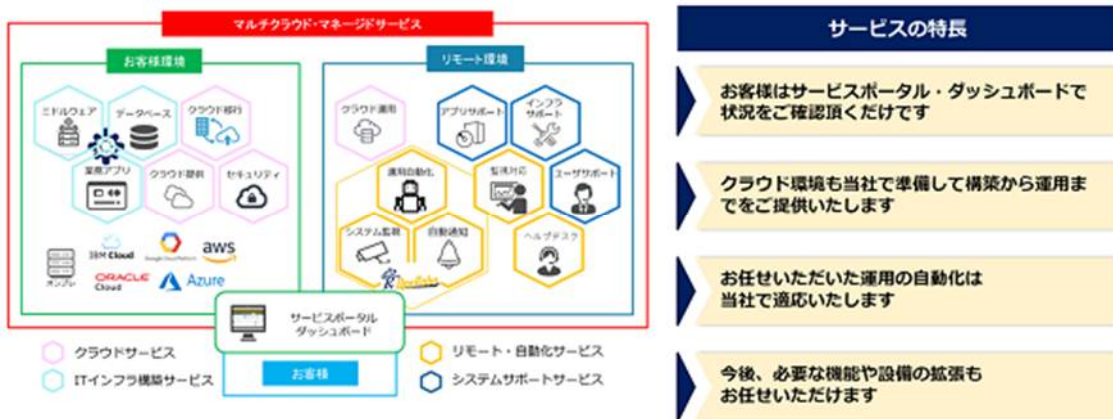 マルチクラウド・マネージドサービス
お客様環境
リモート環境
ミドルウェア
データベース
クラウド移行
業務アプリ
クラウド提供
セキュリティ
オンプレ
IBM Cloud
Google Cloud Platform
aws
ORACLE
Cloud
Azure
クラウド運用
アプリサポート
インフラ
サポート
運用自動化
監視対応
ユーザサポート
システム監視
自動通知
ヘルプデスク
サービスポータル
ダッシュボード
お客様
クラウドサービス
ITインフラ構築サービス
リモート・自動化サービス
システムサポートサービス
サービスの特長
お客様はサービスポータル・ダッシュボードで
状況をご確認頂くだけです
クラウド環境も当社で準備して構築から運用ま
でをご提供いたします
お任せいただいた運用の自動化は
当社で適応いたします
今後、必要な機能や設備の拡張も
お任せいただけます